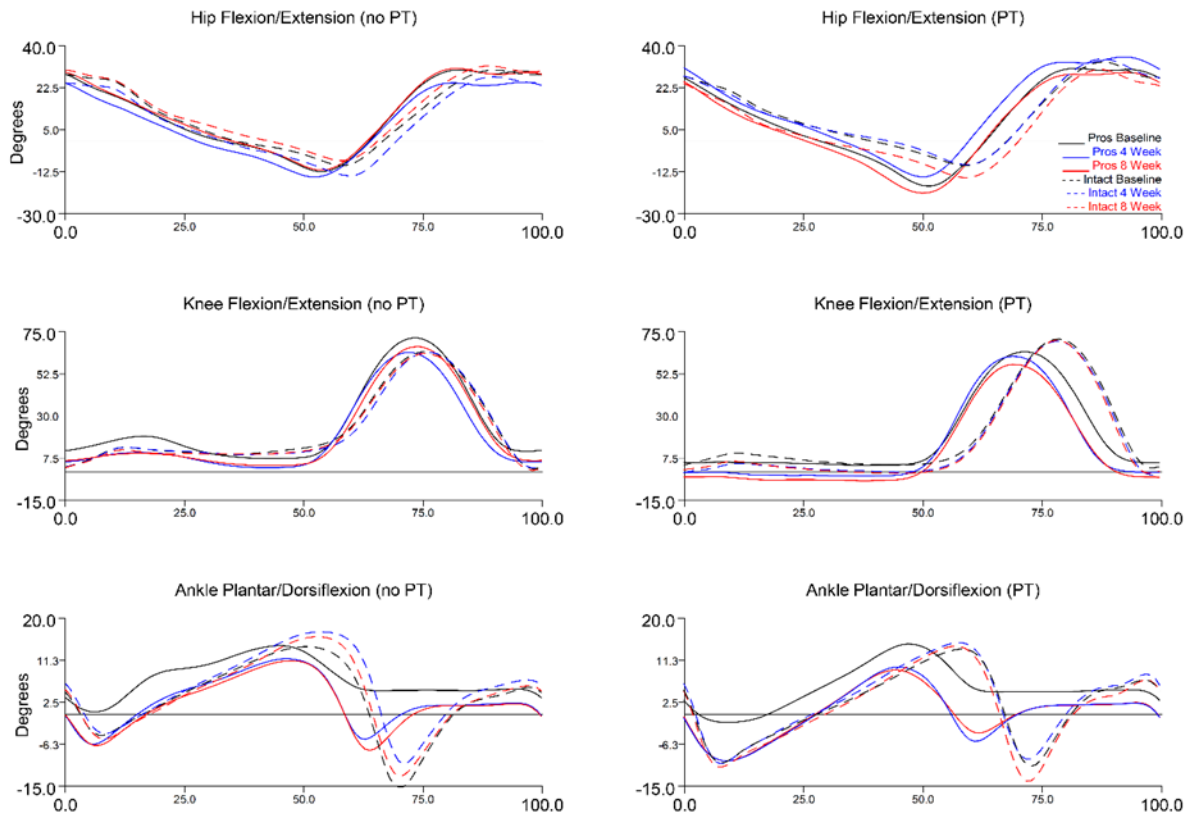 Hip Flexion/Extension (no PT)
40.0
22.5
5.0
-12.5
-30.0
Degrees
0.0 25.0 50.0 75.0 100.0
Hip Flexion/Extension (PT)
40.0
22.5
5.0
-12.5
-30.0
Pros Baseline
Pros 4 Week
Pros 8 Week
Intact Baseline
Intact 4 Week
Intact 8 Week
0.0 25.0 50.0 75.0 100.0
Knee Flexion/Extension (no PT)
75.0
52.5
30.0
7.5
-15.0
Degrees
0.0 25.0 50.0 75.0 100.0
Knee Flexion/Extension (PT)
75.0
52.5
30.0
7.5
-15.0
0.0 25.0 50.0 75.0 100.0
Ankle Plantar/Dorsiflexion (no PT)
20.0
11.3
2.5
-6.3
-15.0
Degrees
0.0 25.0 50.0 75.0 100.0
Ankle Plantar/Dorsiflexion (PT)
20.0
11.3
2.5
-6.3
-15.0
0.0 25.0 50.0 75.0 100.0